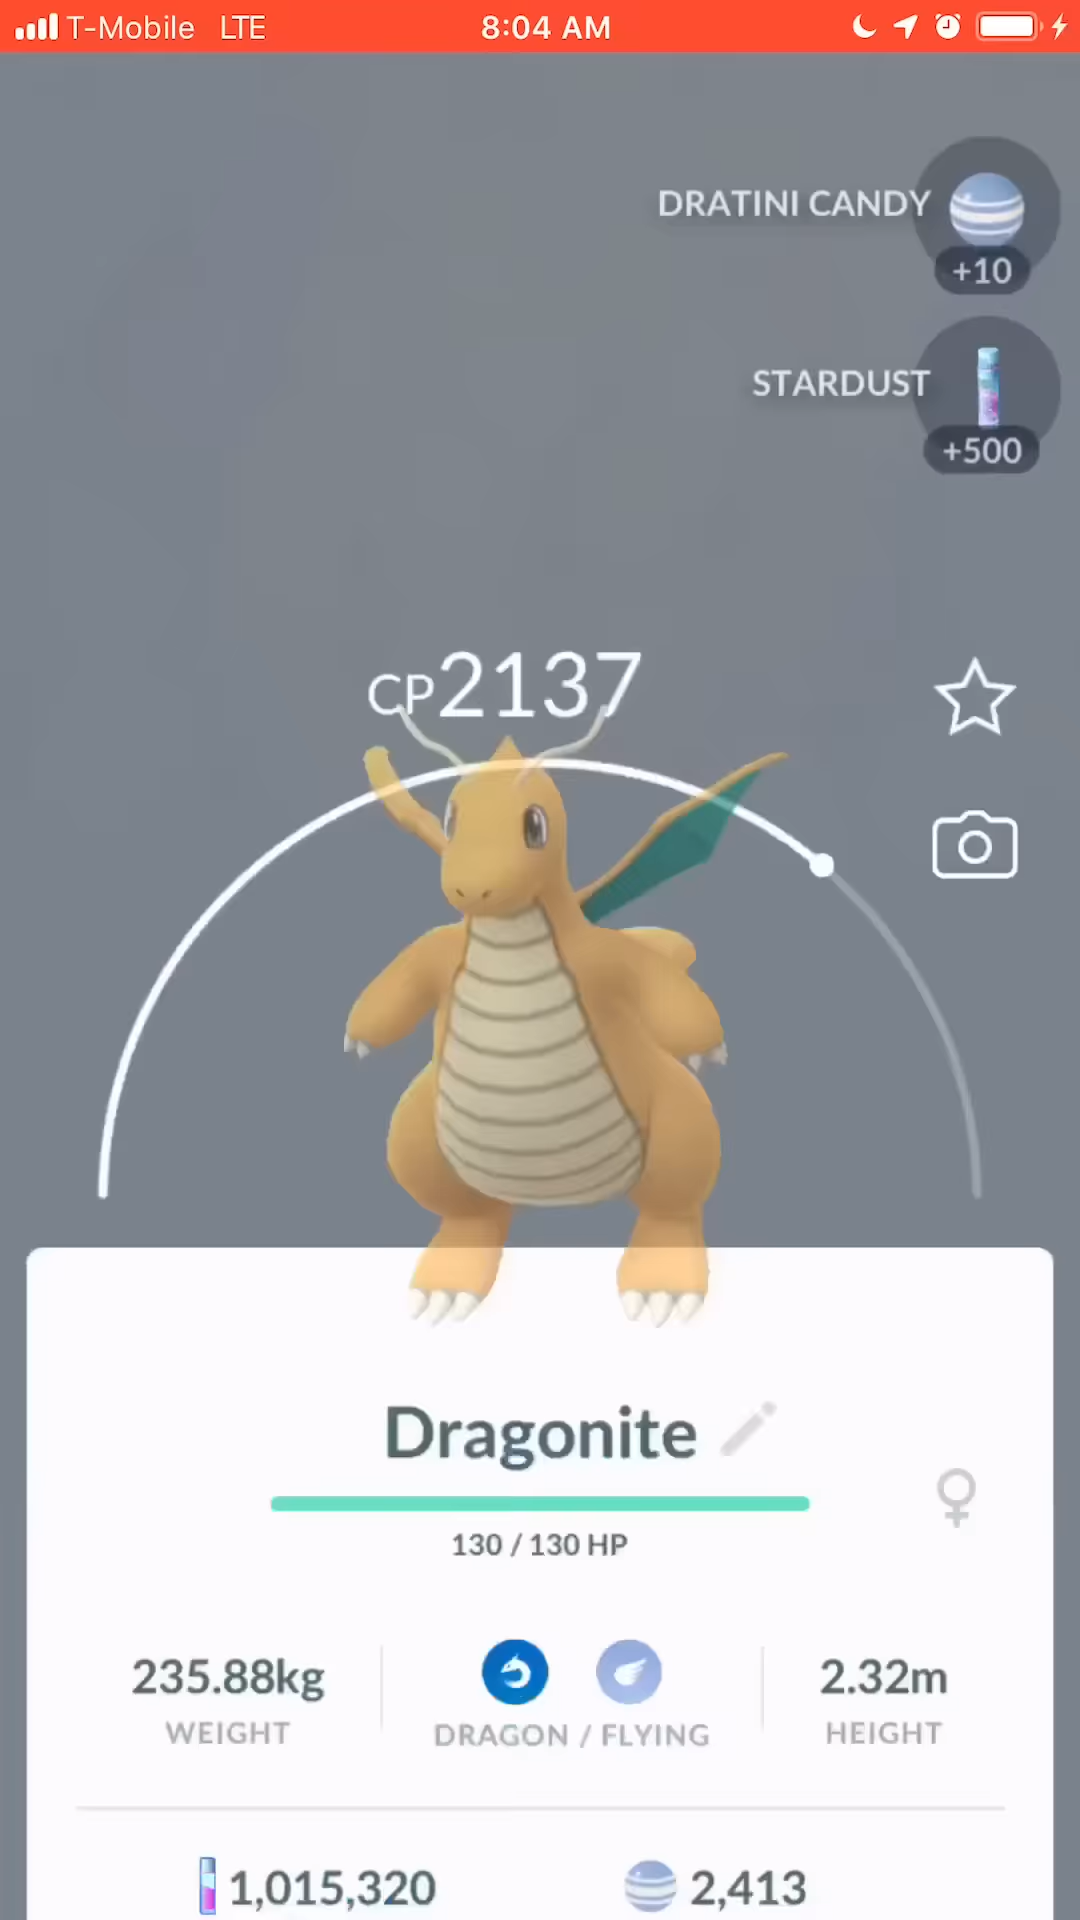 T-Mobile LTE 8:04 AM
DRATINI CANDY
+10
STARDUST
+500
CP2137
Dragonite
130 / 130 HP
235.88kg
WEIGHT
DRAGON / FLYING
2.32m
HEIGHT
1,015,320
2,413